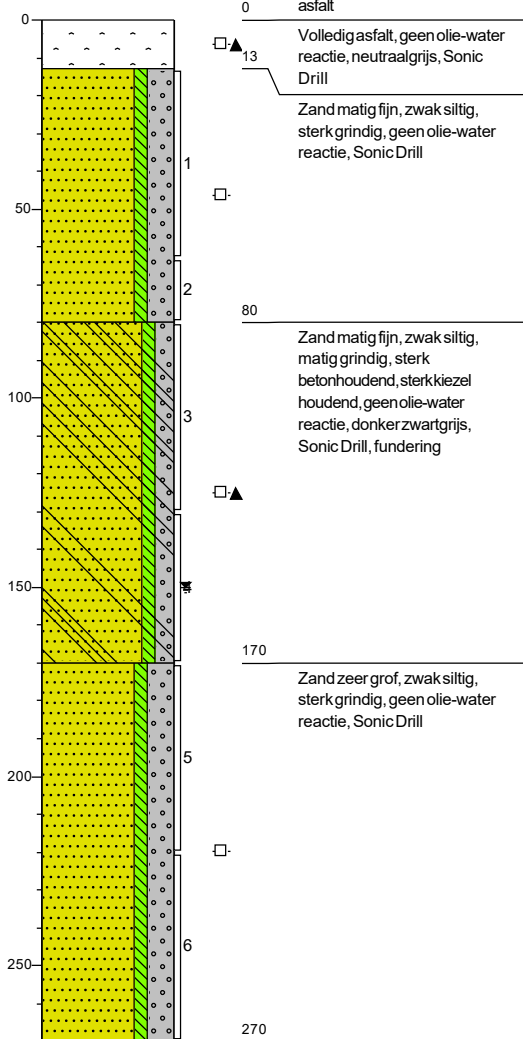 0
asfalt
0
Volledig asfalt, geen olie-water
reactie, neutraalgrijs, Sonic
Drill
13
Zand matig fijn, zwak siltig,
sterk grindig, geen olie-water
reactie, Sonic Drill
1
50
2
80
Zand matig fijn, zwak siltig,
matig grindig, sterk
betonhoudend, sterk kiezel
houdend, geen olie-water
reactie, donker zwartgrijs,
Sonic Drill, fundering
100
3
150
170
Zand zeer grof, zwak siltig,
sterk grindig, geen olie-water
reactie, Sonic Drill
5
200
6
250
270